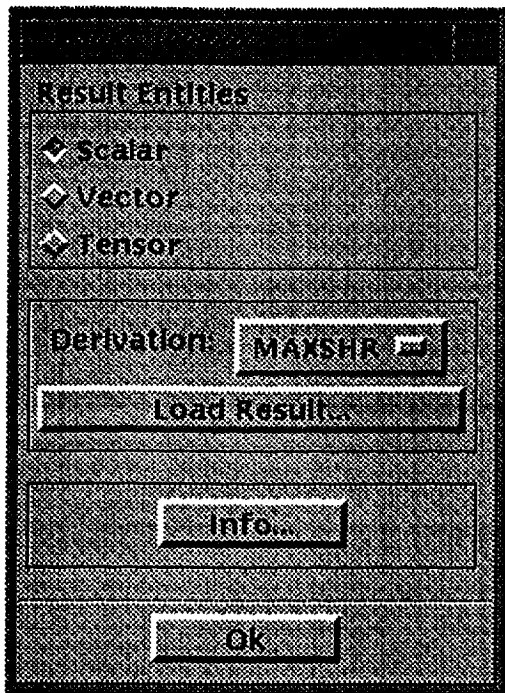 Result Entities
Scalar
Vector
Tensor
Derivation: MAXSHR
Load Result...
Info...
Ok